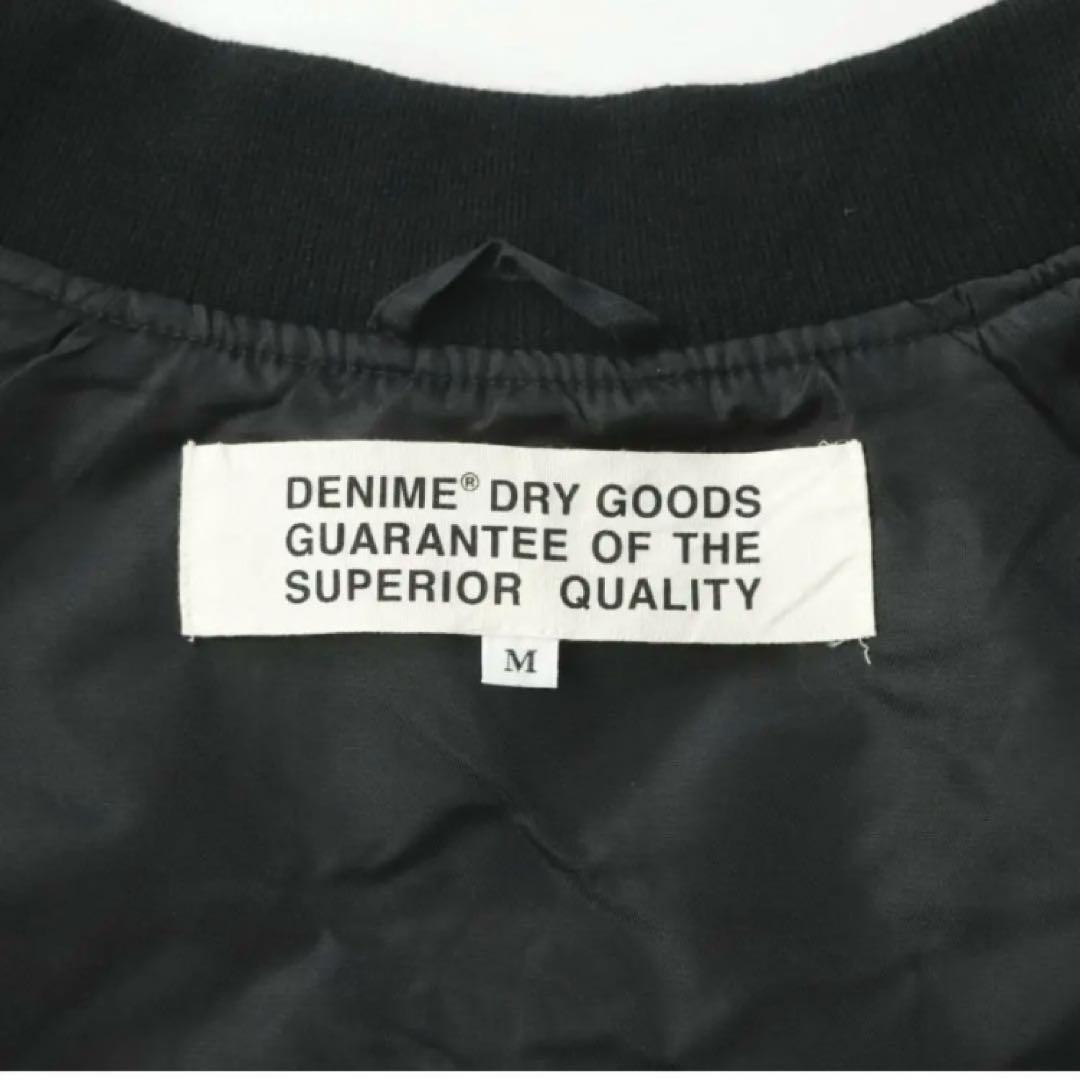 DENIME® DRY GOODS
GUARANTEE OF THE
SUPERIOR QUALITY
M